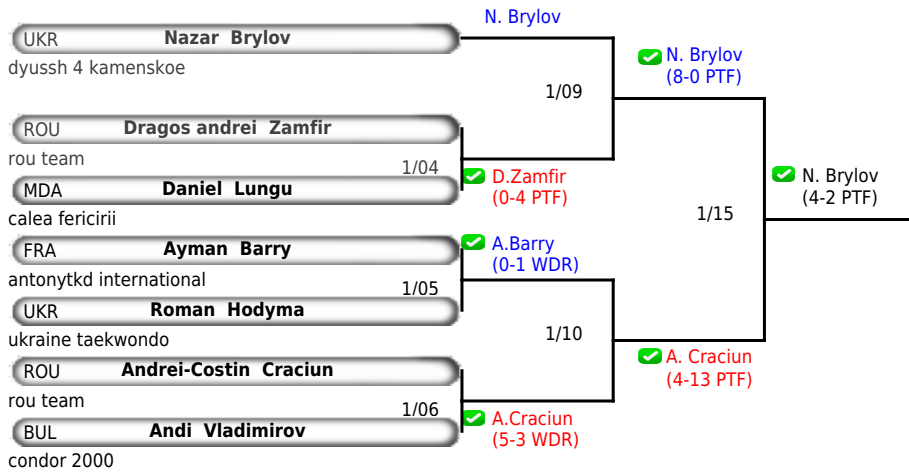 N. Brylov
UKR Nazar Brylov
dyussh 4 kamenskoe
N. Brylov
(8-0 PTF)
1/09
ROU Dragos andrei Zamfir
rou team
1/04
MDA Daniel Lungu
calea fericirii
D.Zamfir
(0-4 PTF)
N. Brylov
(4-2 PTF)
1/15
FRA Ayman Barry
antonytkd international
A.Barry
(0-1 WDR)
1/05
UKR Roman Hodyma
ukraine taekwondo
1/10
ROU Andrei-Costin Craciun
rou team
A. Craciun
(4-13 PTF)
1/06
BUL Andi Vladimirov
condor 2000
A.Craciun
(5-3 WDR)